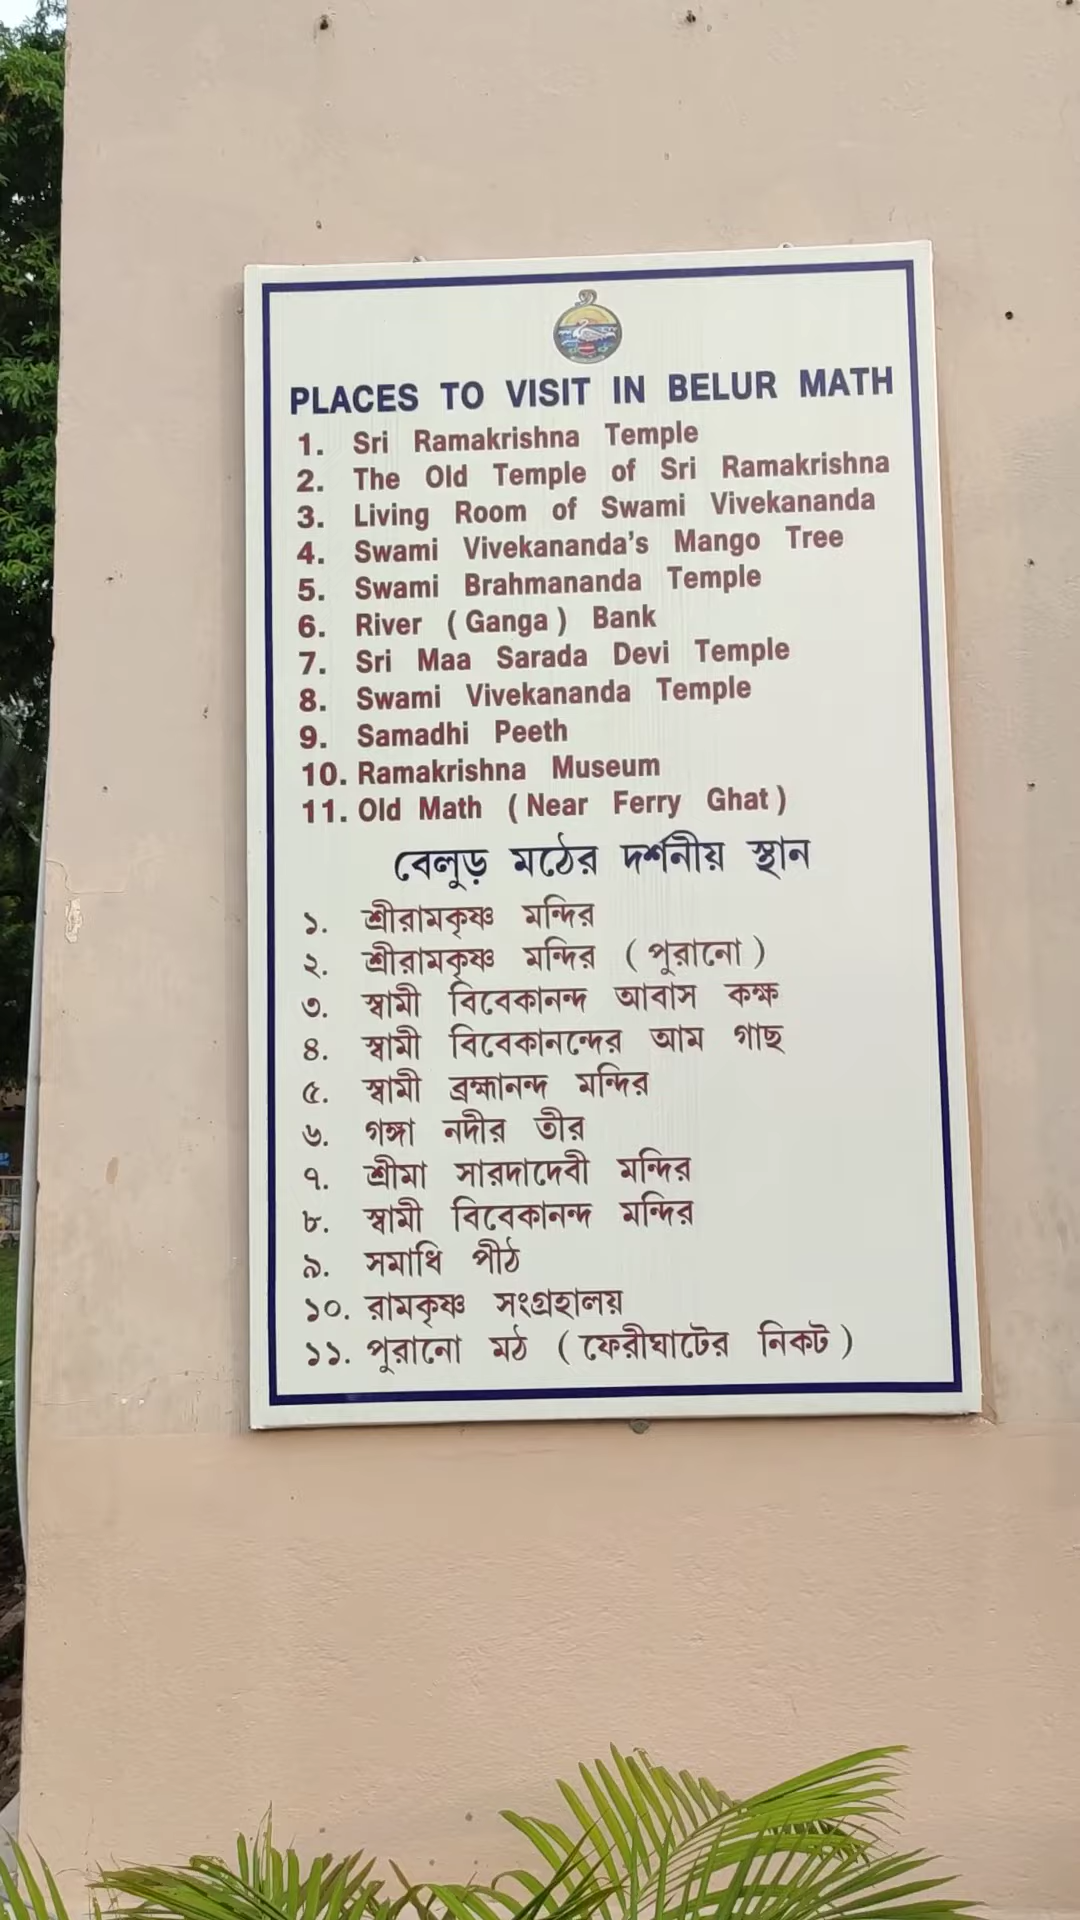 PLACES TO VISIT IN BELUR MATH
1. Sri Ramakrishna Temple
2. The Old Temple of Sri Ramakrishna
3. Living Room of Swami Vivekananda
4. Swami Vivekananda's Mango Tree
5. Swami Brahmananda Temple
6. River (Ganga) Bank
7. Sri Maa Sarada Devi Temple
8. Swami Vivekananda Temple
9. Samadhi Peeth
10. Ramakrishna Museum
11. Old Math (Near Ferry Ghat)
বেলুড় মঠের দর্শনীয় স্থান
১. শ্রীরামকৃষ্ণ মন্দির
২. শ্রীরামকৃষ্ণ মন্দির (পুরানো)
৩. স্বামী বিবেকানন্দ আবাস কক্ষ
৪. স্বামী বিবেকানন্দের আম গাছ
৫. স্বামী ব্রহ্মানন্দ মন্দির
৬. গঙ্গা নদীর তীর
৭. শ্রীমা সারদাদেবী মন্দির
৮. স্বামী বিবেকানন্দ মন্দির
৯. সমাধি পীঠ
১০. রামকৃষ্ণ সংগ্রহালয়
১১. পুরানো মঠ (ফেরীঘাটের নিকট)